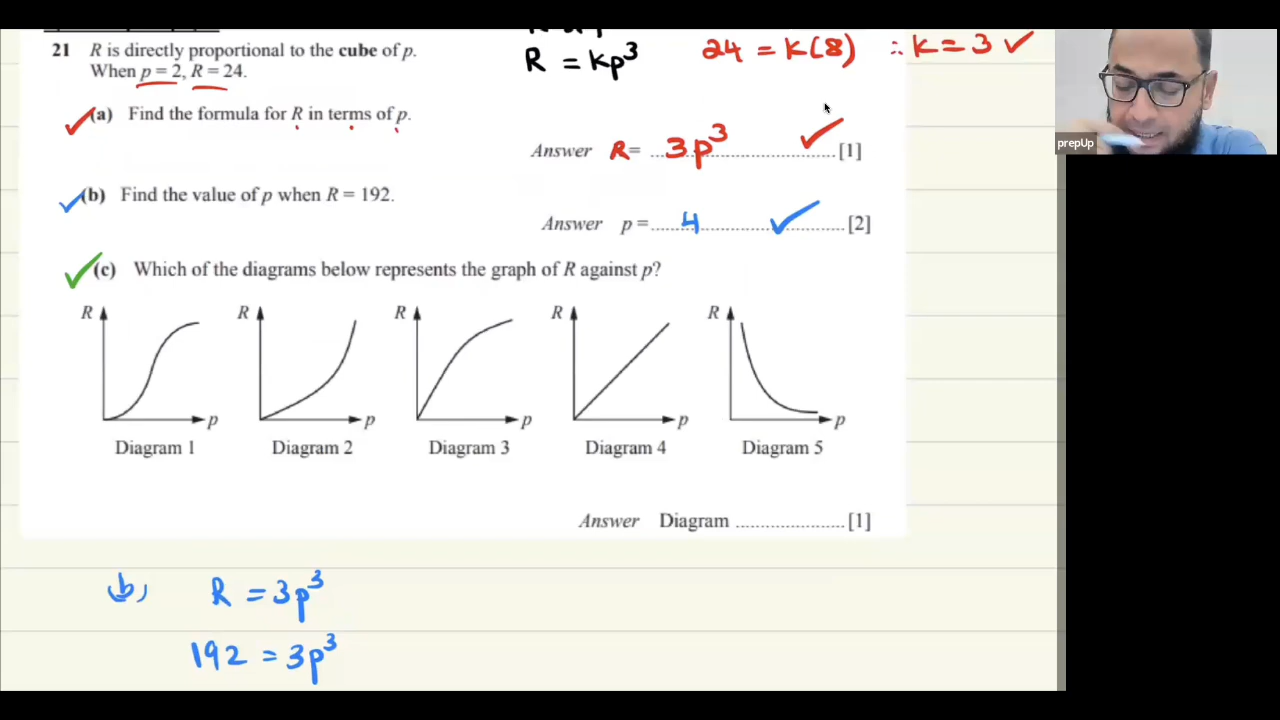 21 R is directly proportional to the cube of p.
When p = 2, R = 24.
R = kp³
24 = k(8) ∴ k = 3 ✓
(a) Find the formula for R in terms of p.
Answer R = 3p³ [1]
(b) Find the value of p when R = 192.
Answer p = 4 [2]
(c) Which of the diagrams below represents the graph of R against p?
R R R R R
p p p p p
Diagram 1 Diagram 2 Diagram 3 Diagram 4 Diagram 5
Answer Diagram [1]
(b) R = 3p³
192 = 3p³
prepUp